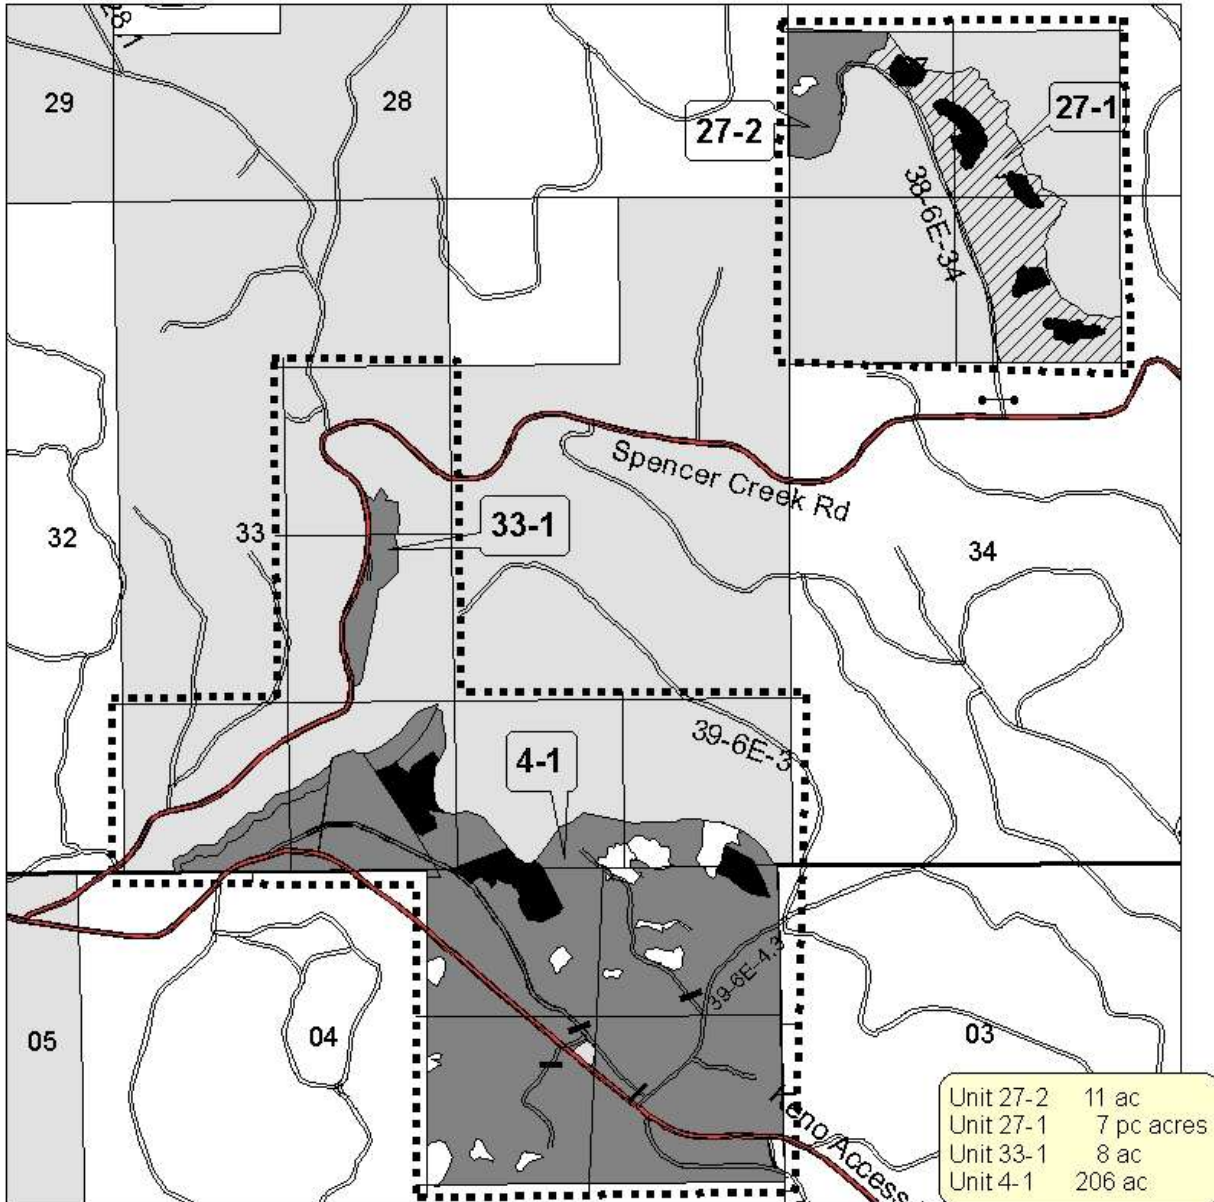 28-1
29
28
27-2
27-1
38-6E-34
Spencer Creek Rd
33
33-1
32
34
39-6E-3
4-1
39-6E-4.3
05
04
03
Keno Access
Unit 27-2 11 ac
Unit 27-1 7 pc acres
Unit 33-1 8 ac
Unit 4-1 206 ac